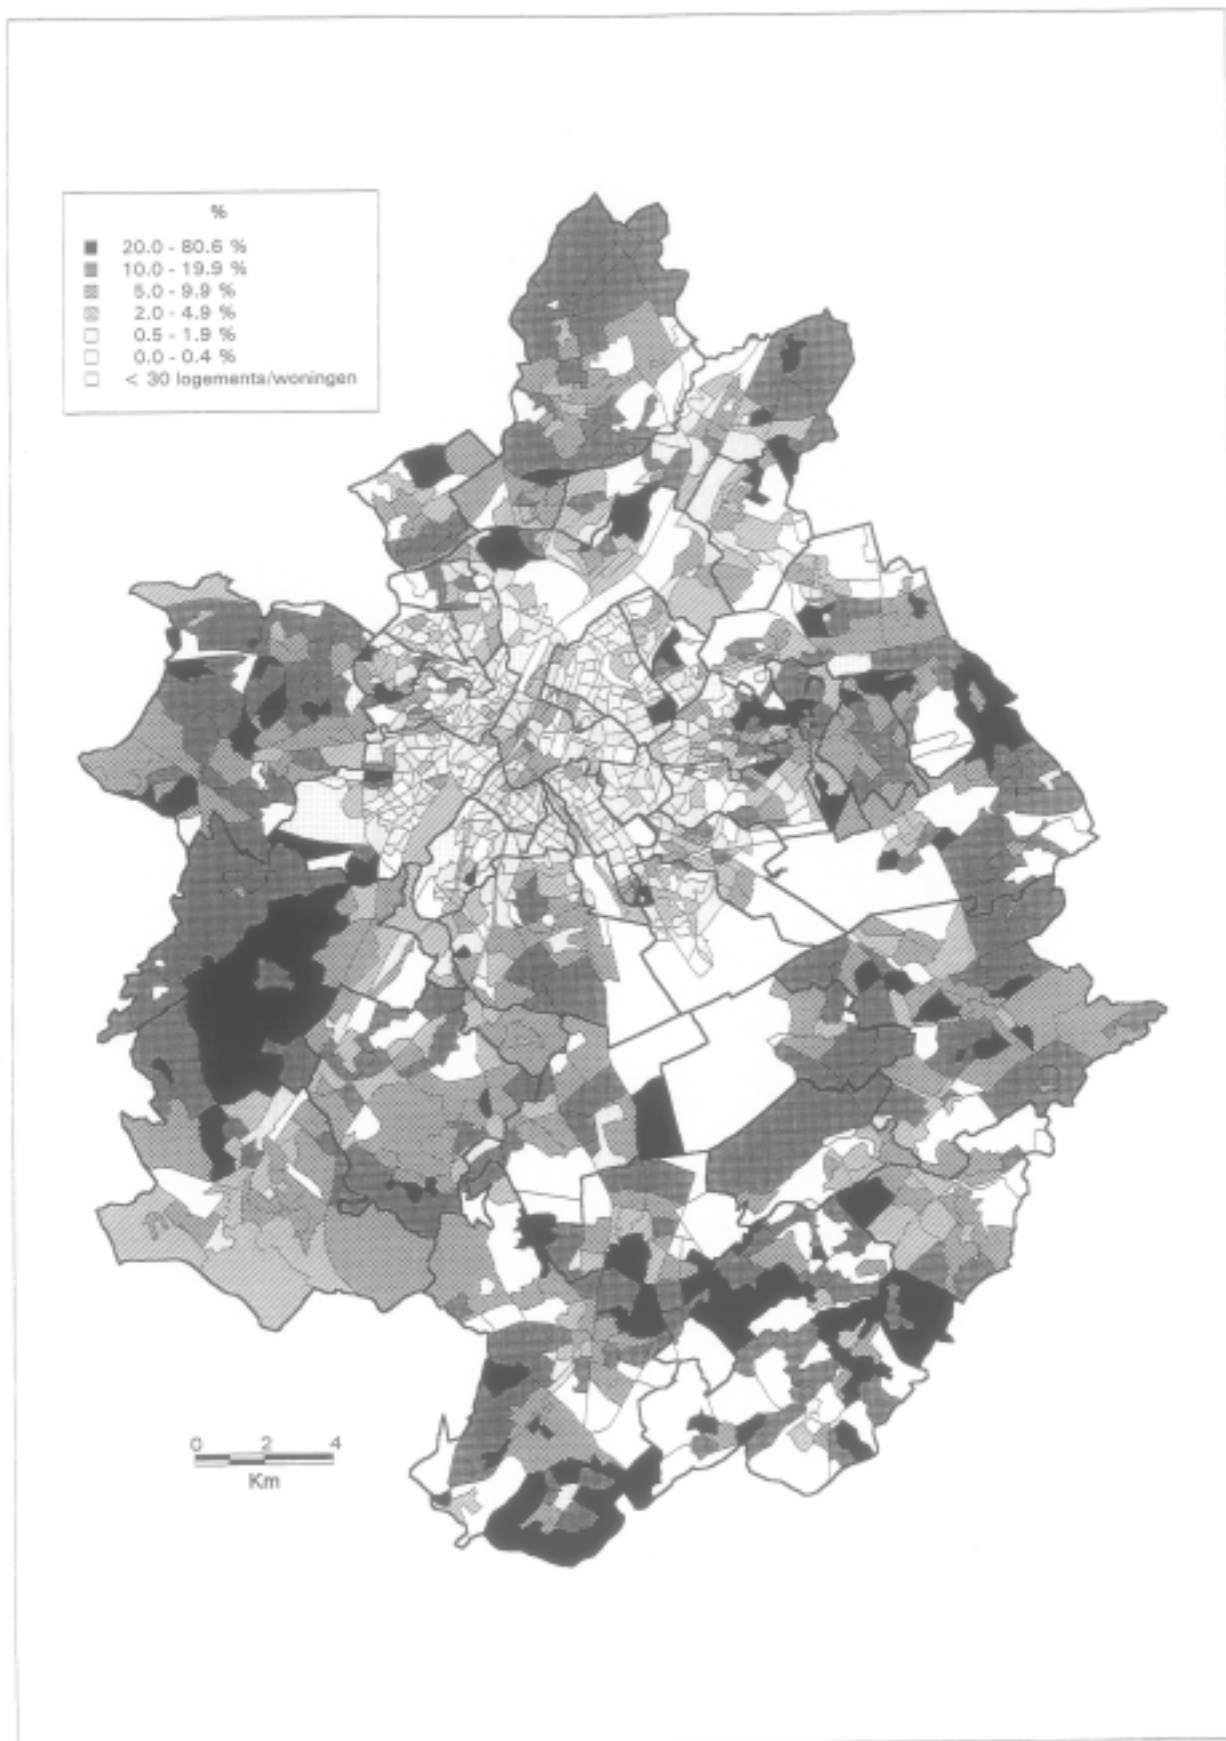 %
20.0 - 80.6 %
10.0 - 19.9 %
5.0 - 9.9 %
2.0 - 4.9 %
0.5 - 1.9 %
0.0 - 0.4 %
< 30 logements/woningen
0 2 4
Km